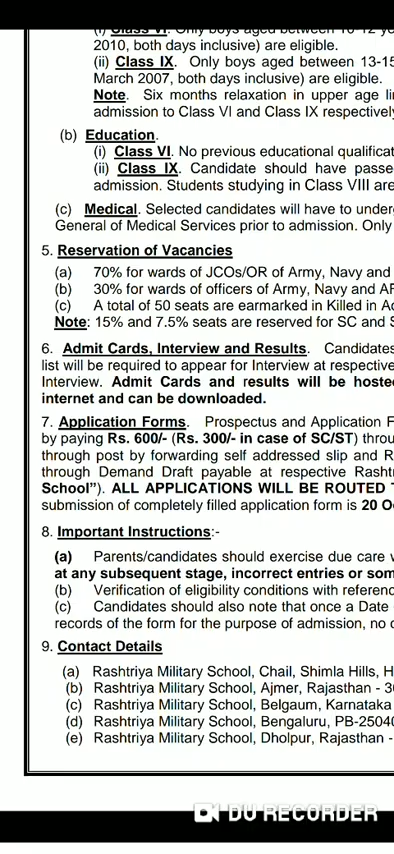 (i) Class VI. Only boys aged between 10-12 ye
2010, both days inclusive) are eligible.
(ii) Class IX. Only boys aged between 13-15
March 2007, both days inclusive) are eligible.
Note. Six months relaxation in upper age li
admission to Class VI and Class IX respectively
(b) Education.
(i) Class VI. No previous educational qualificat
(ii) Class IX. Candidate should have passe
admission. Students studying in Class VIII are
(c) Medical. Selected candidates will have to under
General of Medical Services prior to admission. Only
5. Reservation of Vacancies
(a) 70% for wards of JCOs/OR of Army, Navy and
(b) 30% for wards of officers of Army, Navy and AF
(c) A total of 50 seats are earmarked in Killed in Ac
Note: 15% and 7.5% seats are reserved for SC and S
6. Admit Cards, Interview and Results. Candidates
list will be required to appear for Interview at respective
Interview. Admit Cards and results will be hosted
internet and can be downloaded.
7. Application Forms. Prospectus and Application F
by paying Rs. 600/- (Rs. 300/- in case of SC/ST) throu
through post by forwarding self addressed slip and R
through Demand Draft payable at respective Rashtr
School"). ALL APPLICATIONS WILL BE ROUTED T
submission of completely filled application form is 20 O
8. Important Instructions:-
(a) Parents/candidates should exercise due care w
at any subsequent stage, incorrect entries or som
(b) Verification of eligibility conditions with referenc
(c) Candidates should also note that once a Date
records of the form for the purpose of admission, no c
9. Contact Details
(a) Rashtriya Military School, Chail, Shimla Hills, H
(b) Rashtriya Military School, Ajmer, Rajasthan - 30
(c) Rashtriya Military School, Belgaum, Karnataka
(d) Rashtriya Military School, Bengaluru, PB-25040
(e) Rashtriya Military School, Dholpur, Rajasthan -
DU RECORDER